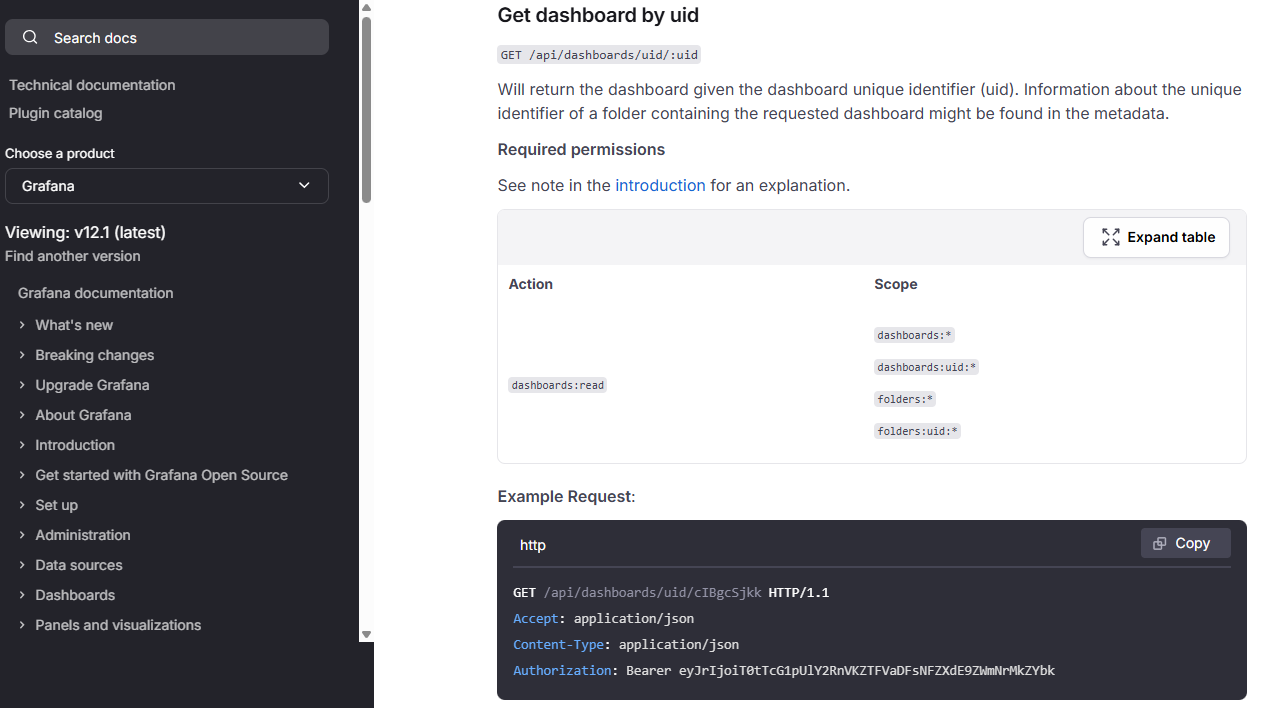 Search docs
Technical documentation
Plugin catalog
Choose a product
Grafana
Viewing: v12.1 (latest)
Find another version
Grafana documentation
What's new
Breaking changes
Upgrade Grafana
About Grafana
Introduction
Get started with Grafana Open Source
Set up
Administration
Data sources
Dashboards
Panels and visualizations
Get dashboard by uid
GET /api/dashboards/uid/:uid
Will return the dashboard given the dashboard unique identifier (uid). Information about the unique
identifier of a folder containing the requested dashboard might be found in the metadata.
Required permissions
See note in the introduction for an explanation.
Expand table
Action Scope
dashboards:*
dashboards:uid:*
dashboards:read
folders:*
folders:uid:*
Example Request:
http Copy
GET /api/dashboards/uid/cIBgcSjkk HTTP/1.1
Accept: application/json
Content-Type: application/json
Authorization: Bearer eyJrIjoiT0tTcG1pUlY2RnVKZTFVaDFsNFZXdE9ZWmNrMkZYbk